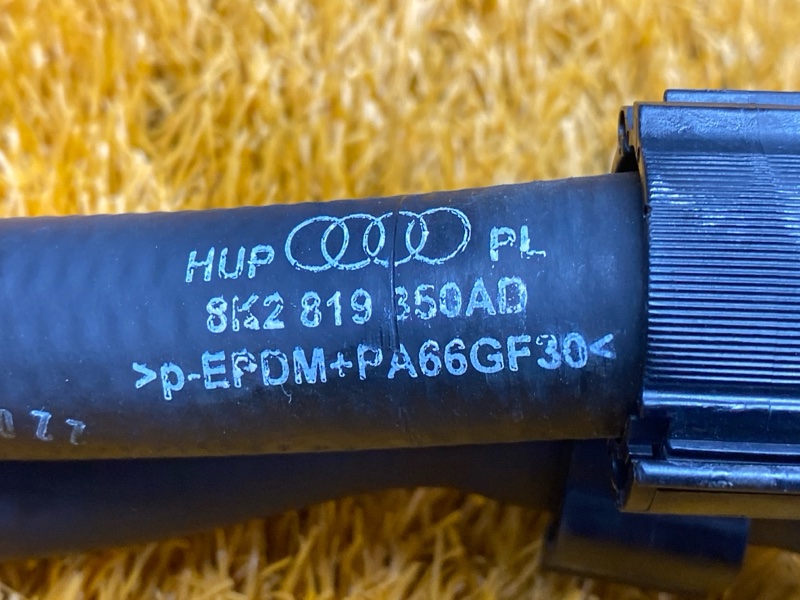 HUP PL
8K2 819 350AD
>p-EPDM+PA66GF30<